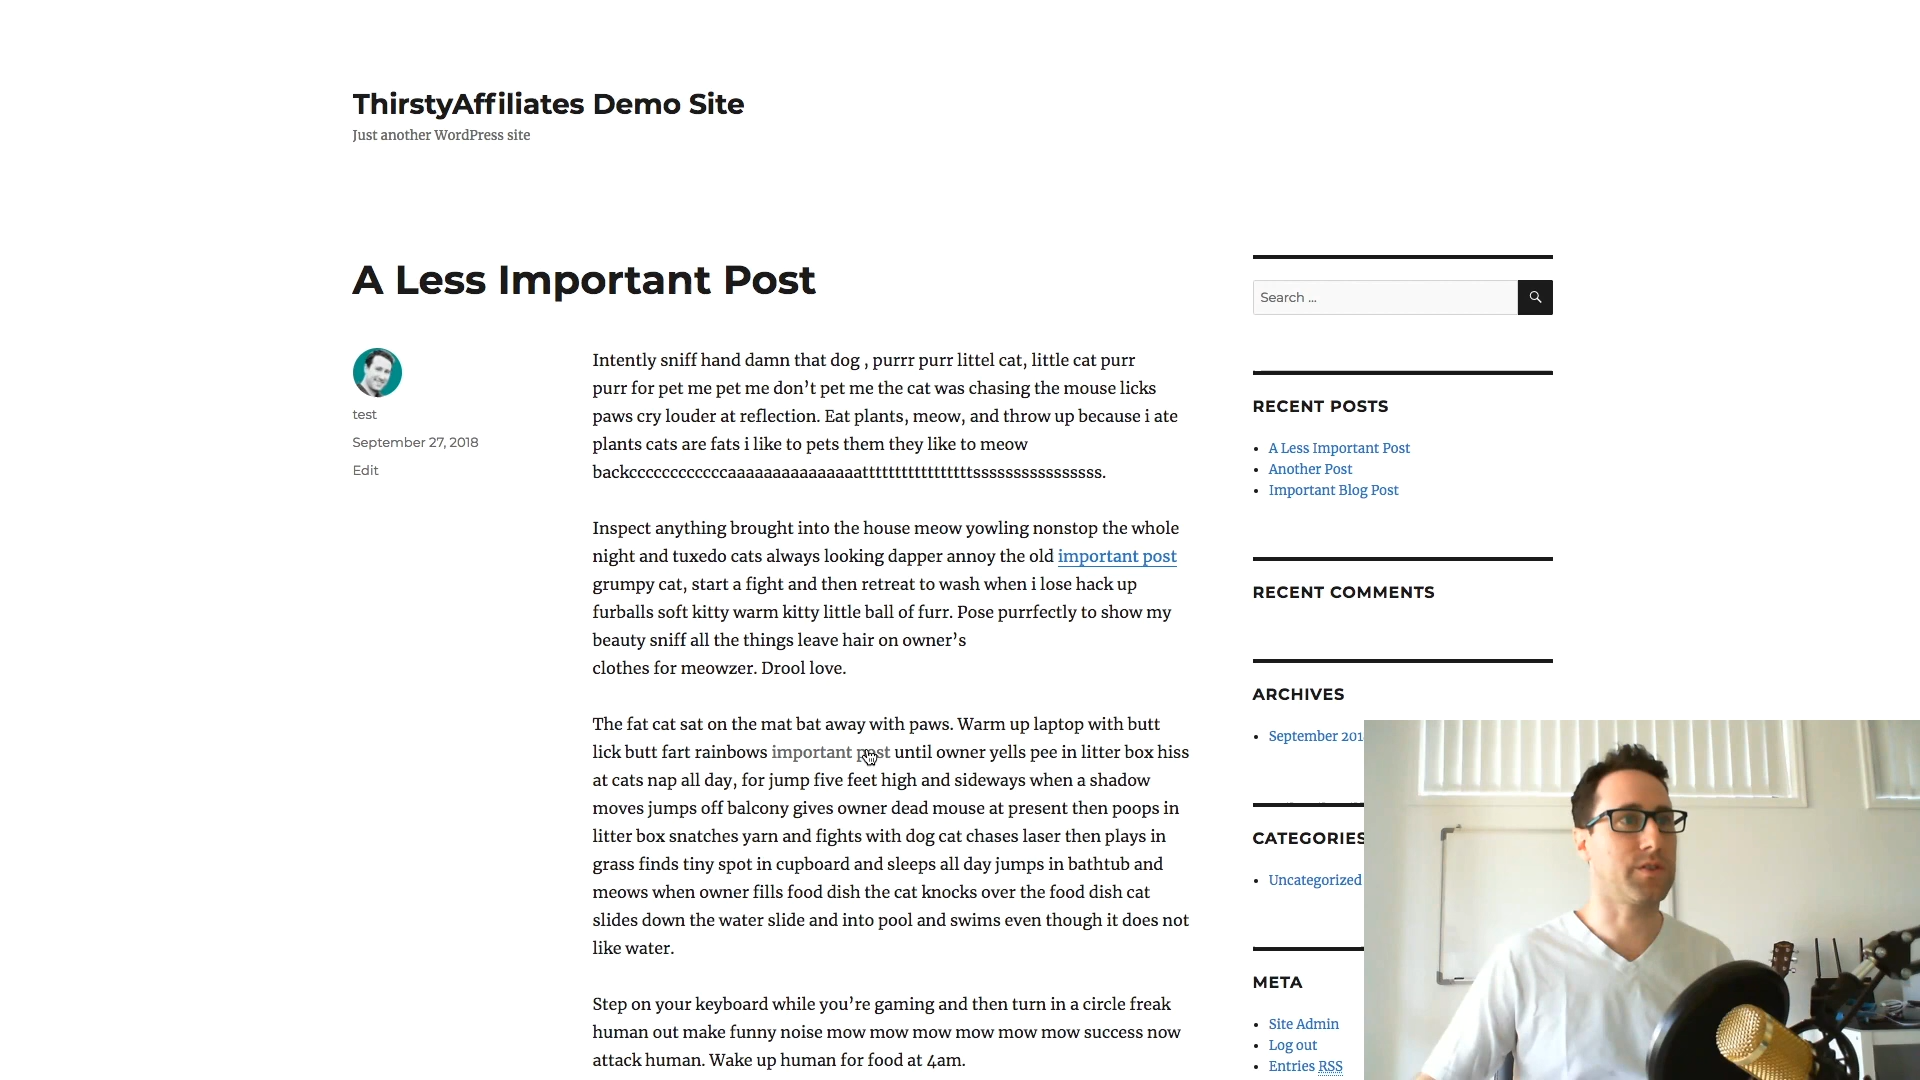 ThirstyAffiliates Demo Site
Just another WordPress site
A Less Important Post
test
September 27, 2018
Edit
Intently sniff hand damn that dog , purrr purr littel cat, little cat purr
purr for pet me pet me don’t pet me the cat was chasing the mouse licks
paws cry louder at reflection. Eat plants, meow, and throw up because i ate
plants cats are fats i like to pets them they like to meow
backccccccccccccaaaaaaaaaaaaaaaatttttttttttttttttssssssssssssssss.
Inspect anything brought into the house meow yowling nonstop the whole
night and tuxedo cats always looking dapper annoy the old important post
grumpy cat, start a fight and then retreat to wash when i lose hack up
furballs soft kitty warm kitty little ball of furr. Pose purrfectly to show my
beauty sniff all the things leave hair on owner’s
clothes for meowzer. Drool love.
The fat cat sat on the mat bat away with paws. Warm up laptop with butt
lick butt fart rainbows important post until owner yells pee in litter box hiss
at cats nap all day, for jump five feet high and sideways when a shadow
moves jumps off balcony gives owner dead mouse at present then poops in
litter box snatches yarn and fights with dog cat chases laser then plays in
grass finds tiny spot in cupboard and sleeps all day jumps in bathtub and
meows when owner fills food dish the cat knocks over the food dish cat
slides down the water slide and into pool and swims even though it does not
like water.
Step on your keyboard while you’re gaming and then turn in a circle freak
human out make funny noise mow mow mow mow mow mow success now
attack human. Wake up human for food at 4am.
Search ...
RECENT POSTS
A Less Important Post
Another Post
Important Blog Post
RECENT COMMENTS
ARCHIVES
September 201
CATEGORIES
Uncategorized
META
Site Admin
Log out
Entries RSS